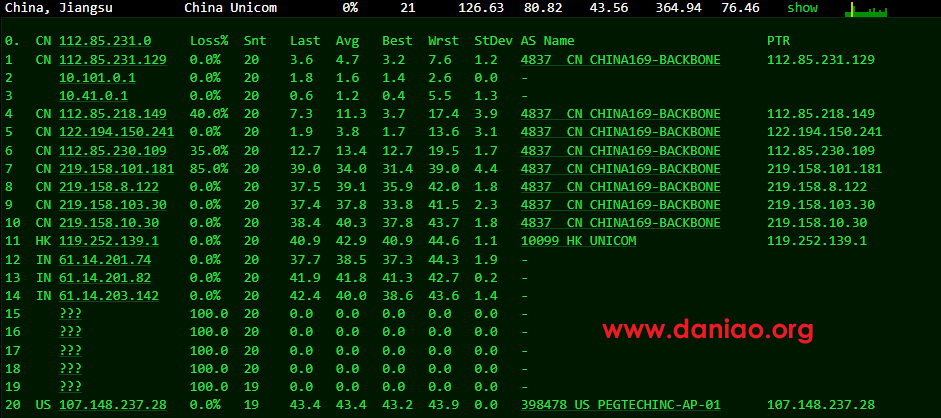 China, Jiangsu China Unicom 0% 21 126.63 80.82 43.56 364.94 76.46 show
0. CN 112.85.231.0 Loss% Snt Last Avg Best Wrst StDev AS Name PTR
1 CN 112.85.231.129 0.0% 20 3.6 4.7 3.2 7.6 1.2 4837 CN CHINA169-BACKBONE 112.85.231.129
2 10.101.0.1 0.0% 20 1.8 1.6 1.4 2.6 0.0 -
3 10.41.0.1 0.0% 20 0.6 1.2 0.4 5.5 1.3 -
4 CN 112.85.218.149 40.0% 20 7.3 11.3 3.7 17.4 3.9 4837 CN CHINA169-BACKBONE 112.85.218.149
5 CN 122.194.150.241 0.0% 20 1.9 3.8 1.7 13.6 3.1 4837 CN CHINA169-BACKBONE 122.194.150.241
6 CN 112.85.230.109 35.0% 20 12.7 13.4 12.7 19.5 1.7 4837 CN CHINA169-BACKBONE 112.85.230.109
7 CN 219.158.101.181 85.0% 20 39.0 34.0 31.4 39.0 4.4 4837 CN CHINA169-BACKBONE 219.158.101.181
8 CN 219.158.8.122 0.0% 20 37.5 39.1 35.9 42.0 1.8 4837 CN CHINA169-BACKBONE 219.158.8.122
9 CN 219.158.103.30 0.0% 20 37.4 37.8 33.8 41.5 2.3 4837 CN CHINA169-BACKBONE 219.158.103.30
10 CN 219.158.10.30 0.0% 20 38.4 40.3 37.8 43.7 1.8 4837 CN CHINA169-BACKBONE 219.158.10.30
11 HK 119.252.139.1 0.0% 20 40.9 42.9 40.9 44.6 1.1 10099 HK UNICOM 119.252.139.1
12 IN 61.14.201.74 0.0% 20 37.7 38.5 37.3 44.3 1.9 -
13 IN 61.14.201.82 0.0% 20 41.9 41.8 41.3 42.7 0.2 -
14 IN 61.14.203.142 0.0% 20 42.4 40.0 38.6 43.6 1.4 -
15 ??? 100.0 20 0.0 0.0 0.0 0.0 0.0 -
16 ??? 100.0 20 0.0 0.0 0.0 0.0 0.0 -
www.daniao.org
17 ??? 100.0 20 0.0 0.0 0.0 0.0 0.0 -
18 ??? 100.0 20 0.0 0.0 0.0 0.0 0.0 -
19 ??? 100.0 19 0.0 0.0 0.0 0.0 0.0 -
20 US 107.148.237.28 0.0% 19 43.4 43.4 43.2 43.9 0.0 398478 US PEGTECHINC-AP-01 107.148.237.28